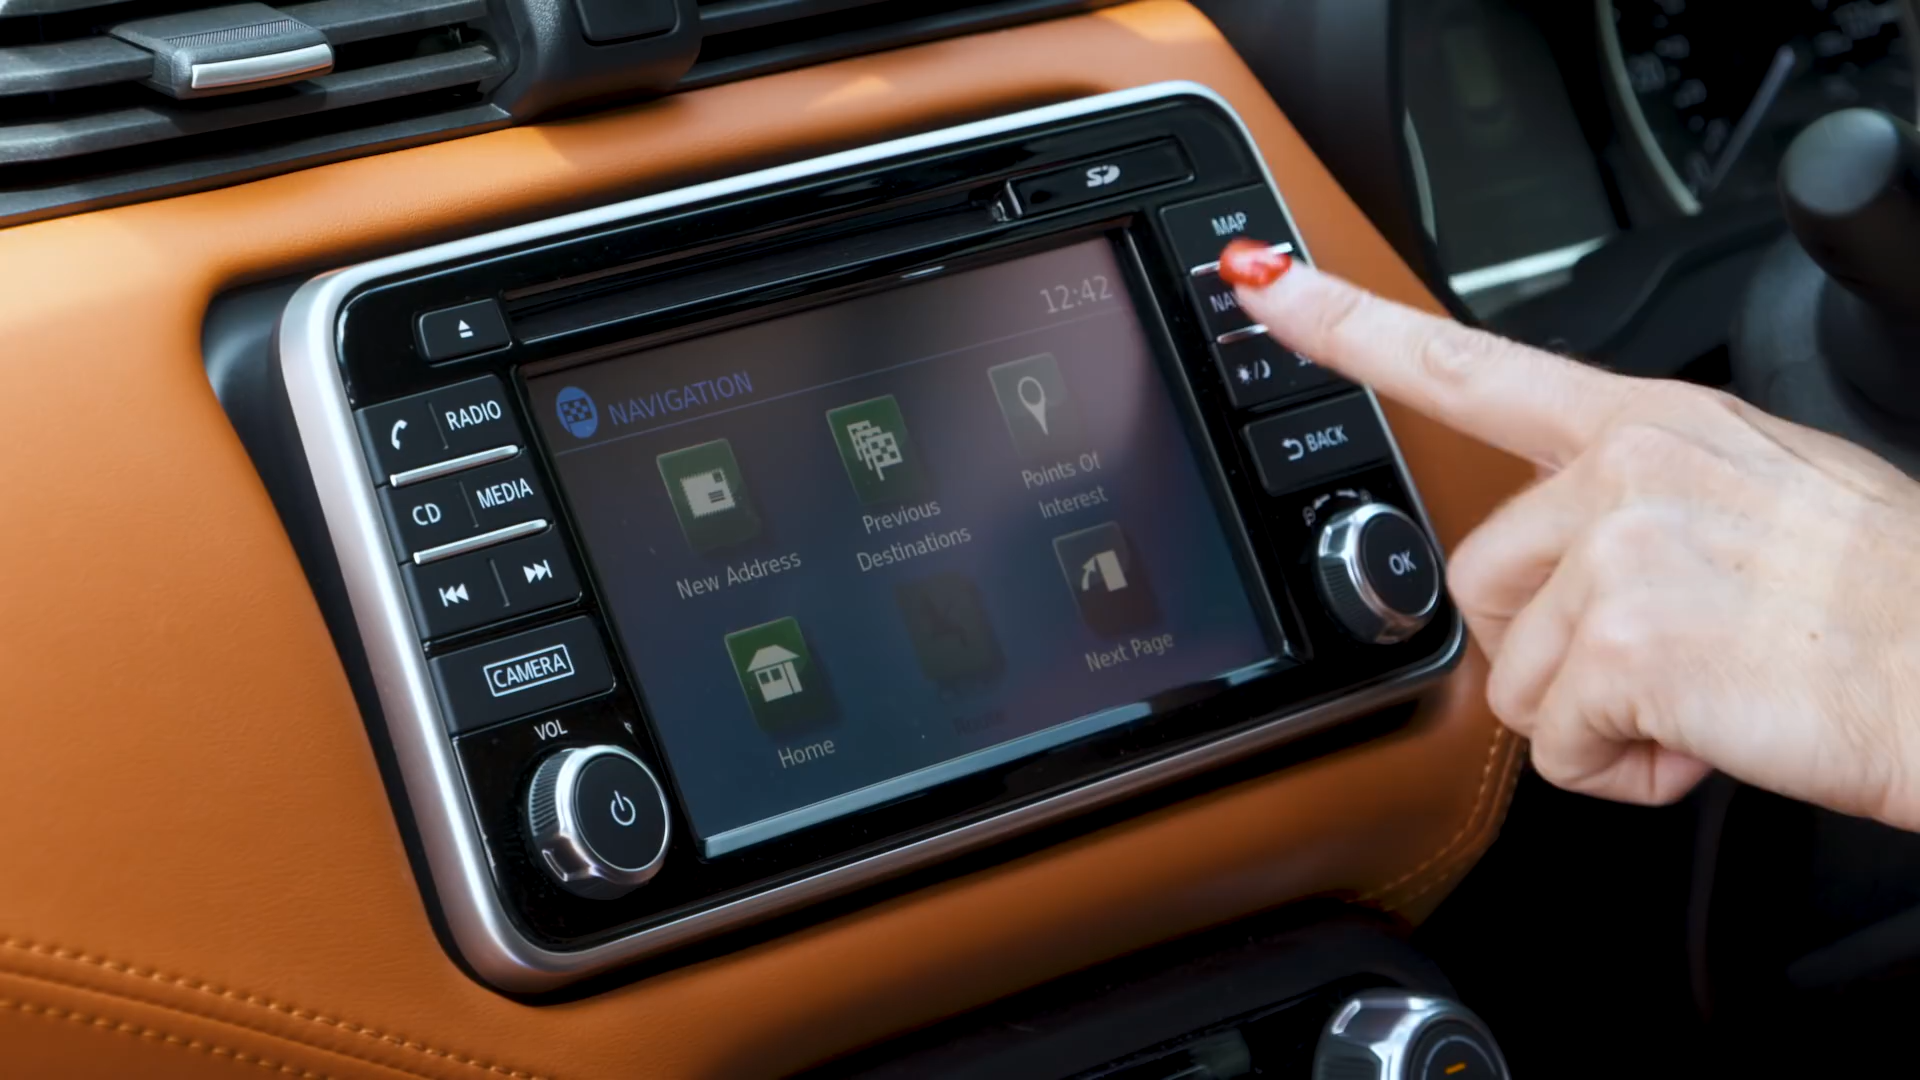 SD
MAP
NAV
12:42
NAVIGATION
RADIO
CD
MEDIA
BACK
New Address
Previous
Destinations
Points Of
Interest
OK
CAMERA
VOL
Home
Next Page